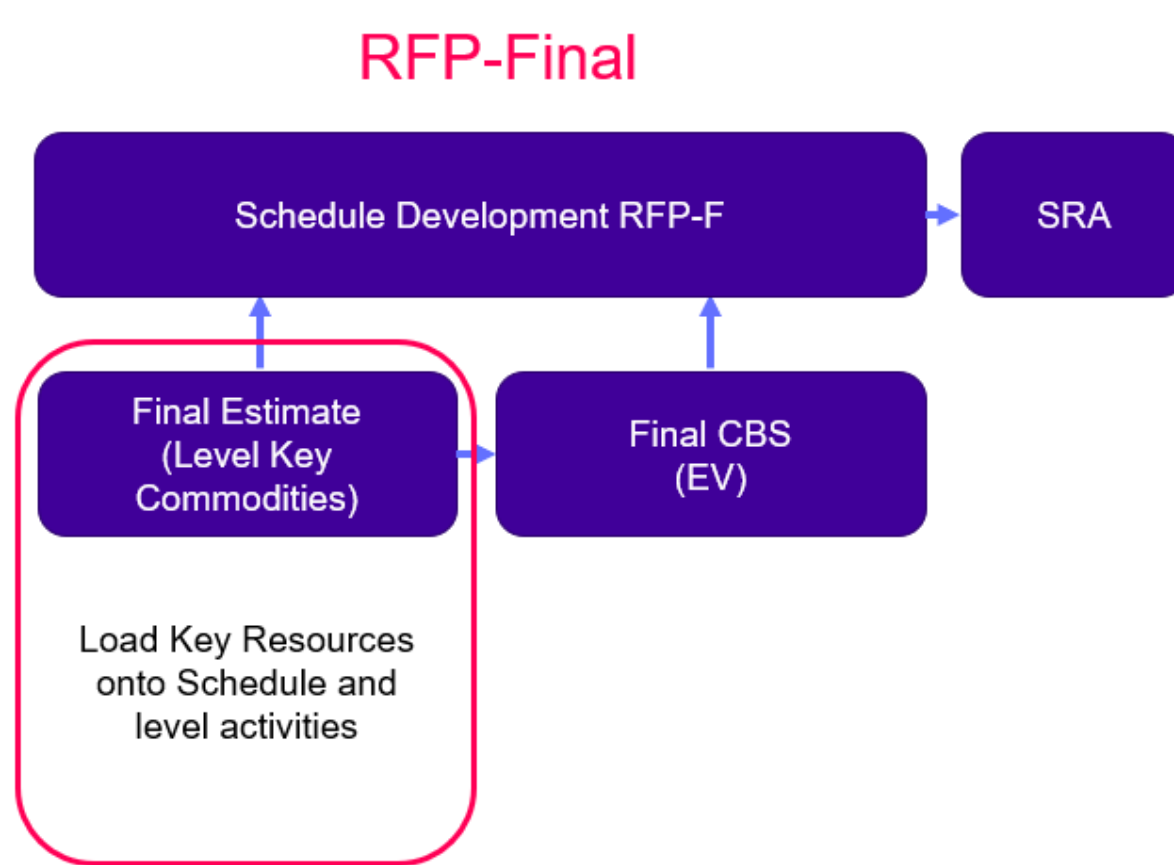 RFP-Final
Schedule Development RFP-F
SRA
Final Estimate
(Level Key
Commodities)
Final CBS
(EV)
Load Key Resources
onto Schedule and
level activities